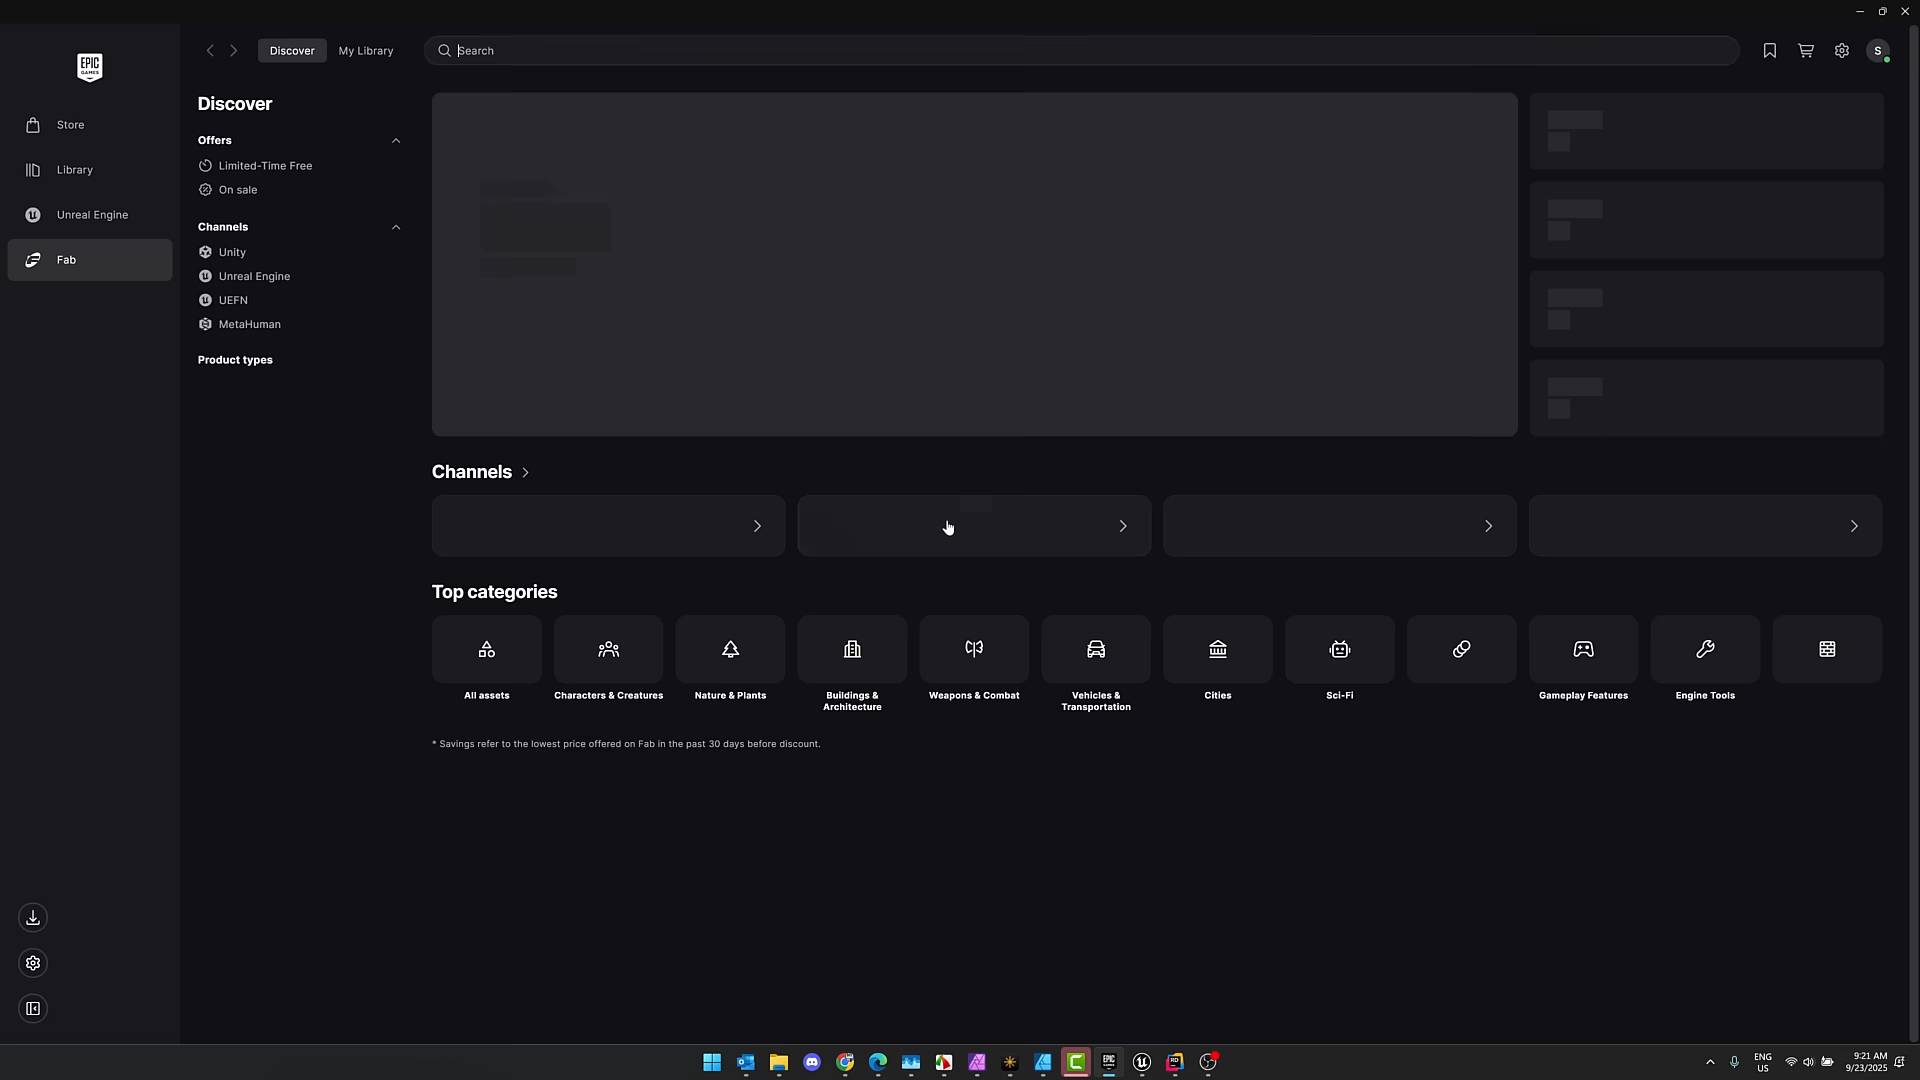 EPIC
GAMES
Store
Library
Unreal Engine
Fab
Discover
My Library
Search
S
Discover
Offers
Limited-Time Free
On sale
Channels
Unity
Unreal Engine
UEFN
MetaHuman
Product types
Channels
Top categories
All assets
Characters & Creatures
Nature & Plants
Buildings &
Architecture
Weapons & Combat
Vehicles &
Transportation
Cities
Sci-Fi
Gameplay Features
Engine Tools
* Savings refer to the lowest price offered on Fab in the past 30 days before discount.
ENG
US
9:21 AM
9/23/2025